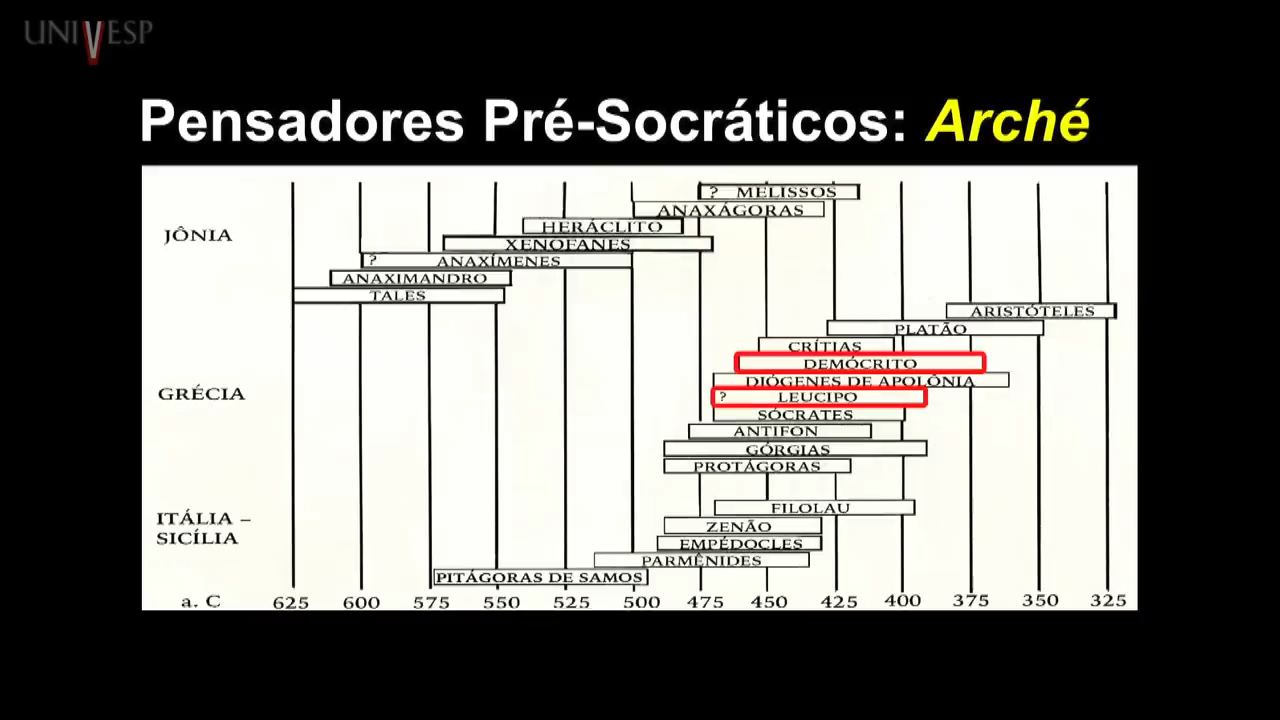 UNIVESP
Pensadores Pré-Socráticos: Arché
? MELISSOS
ANAXÁGORAS
HERÁCLITO
JÔNIA
XENOFANES
? ANAXÍMENES
ANAXIMANDRO
TALES
ARISTÓTELES
PLATÃO
CRÍTIAS
DEMÓCRITO
DIÓGENES DE APOLÔNIA
GRÉCIA
? LEUCIPO
SÓCRATES
ANTIFON
GÓRGIAS
PROTÁGORAS
FILOLAU
ITÁLIA –
SICÍLIA
ZENÃO
EMPÉDOCLES
PARMÊNIDES
PITÁGORAS DE SAMOS
a. C 625 600 575 550 525 500 475 450 425 400 375 350 325